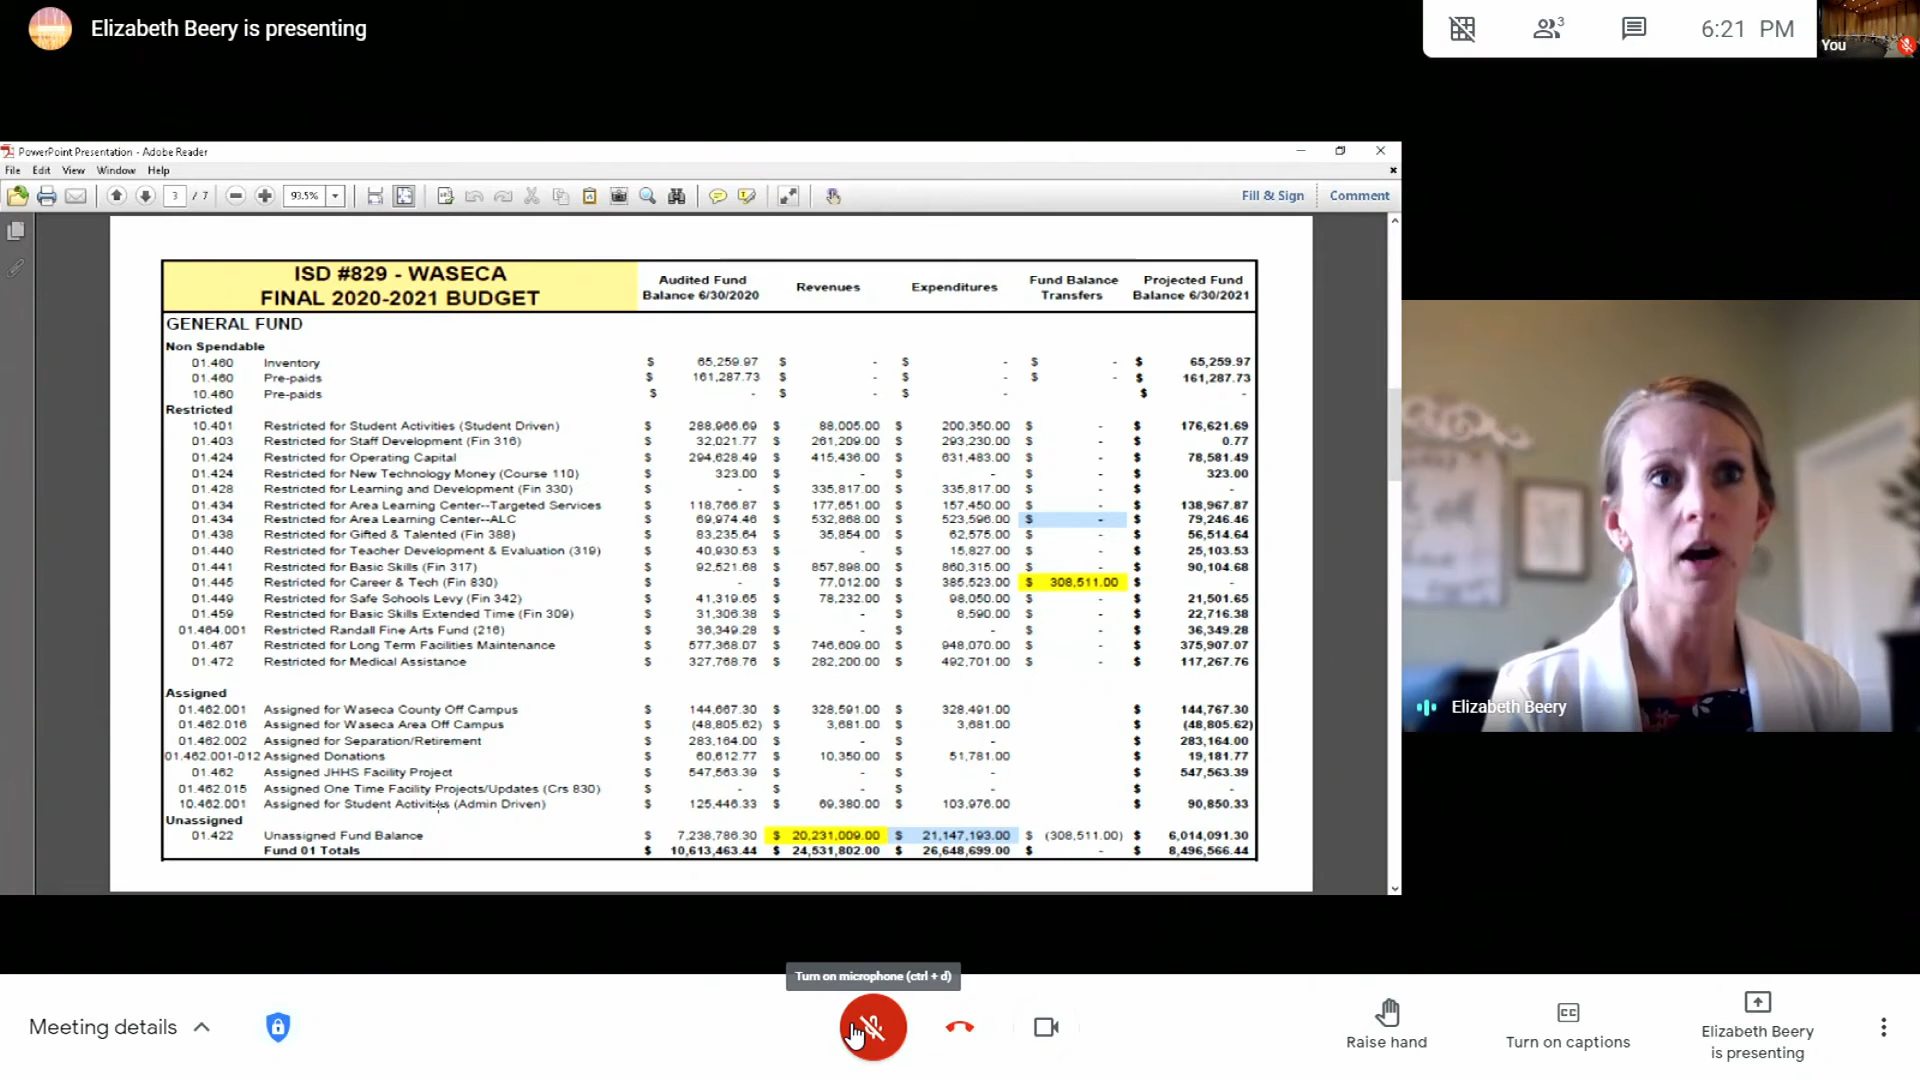 Elizabeth Beery is presenting
3
6:21 PM
You
PowerPoint Presentation - Adobe Reader
File Edit View Window Help
3 / 7 93.5% Fill & Sign Comment
ISD #829 - WASECA
FINAL 2020-2021 BUDGET
Audited Fund Balance 6/30/2020 Revenues Expenditures Fund Balance Transfers Projected Fund Balance 6/30/2021
GENERAL FUND
Non Spendable
01.460 Inventory $ 65,259.97 $ - $ - $ - $ 65,259.97
01.460 Pre-paids $ 161,287.73 $ - $ - $ - $ 161,287.73
10.460 Pre-paids $ - $ - $ - $ -
Restricted
10.401 Restricted for Student Activities (Student Driven) $ 288,966.69 $ 88,005.00 $ 200,350.00 $ - $ 176,621.69
01.403 Restricted for Staff Development (Fin 316) $ 32,021.77 $ 261,209.00 $ 293,230.00 $ - $ 0.77
01.424 Restricted for Operating Capital $ 294,628.49 $ 415,436.00 $ 631,483.00 $ - $ 78,581.49
01.424 Restricted for New Technology Money (Course 110) $ 323.00 $ - $ - $ - $ 323.00
01.428 Restricted for Learning and Development (Fin 330) $ - $ 335,817.00 $ 335,817.00 $ - $ -
01.434 Restricted for Area Learning Center--Targeted Services $ 118,766.87 $ 177,651.00 $ 157,450.00 $ - $ 138,967.87
01.434 Restricted for Area Learning Center--ALC $ 69,974.46 $ 532,868.00 $ 523,596.00 $ - $ 79,246.46
01.438 Restricted for Gifted & Talented (Fin 388) $ 83,235.64 $ 35,854.00 $ 62,575.00 $ - $ 56,514.64
01.440 Restricted for Teacher Development & Evaluation (319) $ 40,930.53 $ - $ 15,827.00 $ - $ 25,103.53
01.441 Restricted for Basic Skills (Fin 317) $ 92,521.68 $ 857,898.00 $ 860,315.00 $ - $ 90,104.68
01.445 Restricted for Career & Tech (Fin 830) $ - $ 77,012.00 $ 385,523.00 $ 308,511.00 $ -
01.449 Restricted for Safe Schools Levy (Fin 342) $ 41,319.65 $ 78,232.00 $ 98,050.00 $ - $ 21,501.65
01.459 Restricted for Basic Skills Extended Time (Fin 309) $ 31,306.38 $ - $ 8,590.00 $ - $ 22,716.38
01.464.001 Restricted Randall Fine Arts Fund (216) $ 36,349.28 $ - $ - $ - $ 36,349.28
01.467 Restricted for Long Term Facilities Maintenance $ 577,368.07 $ 746,609.00 $ 948,070.00 $ - $ 375,907.07
01.472 Restricted for Medical Assistance $ 327,768.76 $ 282,200.00 $ 492,701.00 $ - $ 117,267.76
Assigned
01.462.001 Assigned for Waseca County Off Campus $ 144,667.30 $ 328,591.00 $ 328,491.00 $ 144,767.30
01.462.016 Assigned for Waseca Area Off Campus $ (48,805.62) $ 3,681.00 $ 3,681.00 $ (48,805.62)
01.462.002 Assigned for Separation/Retirement $ 283,164.00 $ - $ - $ 283,164.00
01.462.001-012 Assigned Donations $ 60,612.77 $ 10,350.00 $ 51,781.00 $ 19,181.77
01.462 Assigned JHHS Facility Project $ 547,563.39 $ - $ - $ 547,563.39
01.462.015 Assigned One Time Facility Projects/Updates (Crs 830) $ - $ - $ - $ -
10.462.001 Assigned for Student Activities (Admin Driven) $ 125,446.33 $ 69,380.00 $ 103,976.00 $ 90,850.33
Unassigned
01.422 Unassigned Fund Balance $ 7,238,786.30 $ 20,231,009.00 $ 21,147,193.00 $ (308,511.00) $ 6,014,091.30
Fund 01 Totals $ 10,613,463.44 $ 24,531,802.00 $ 26,648,699.00 $ - $ 8,496,566.44
Elizabeth Beery
Turn on microphone (ctrl + d)
Meeting details
Raise hand
CC
Turn on captions
Elizabeth Beery
is presenting